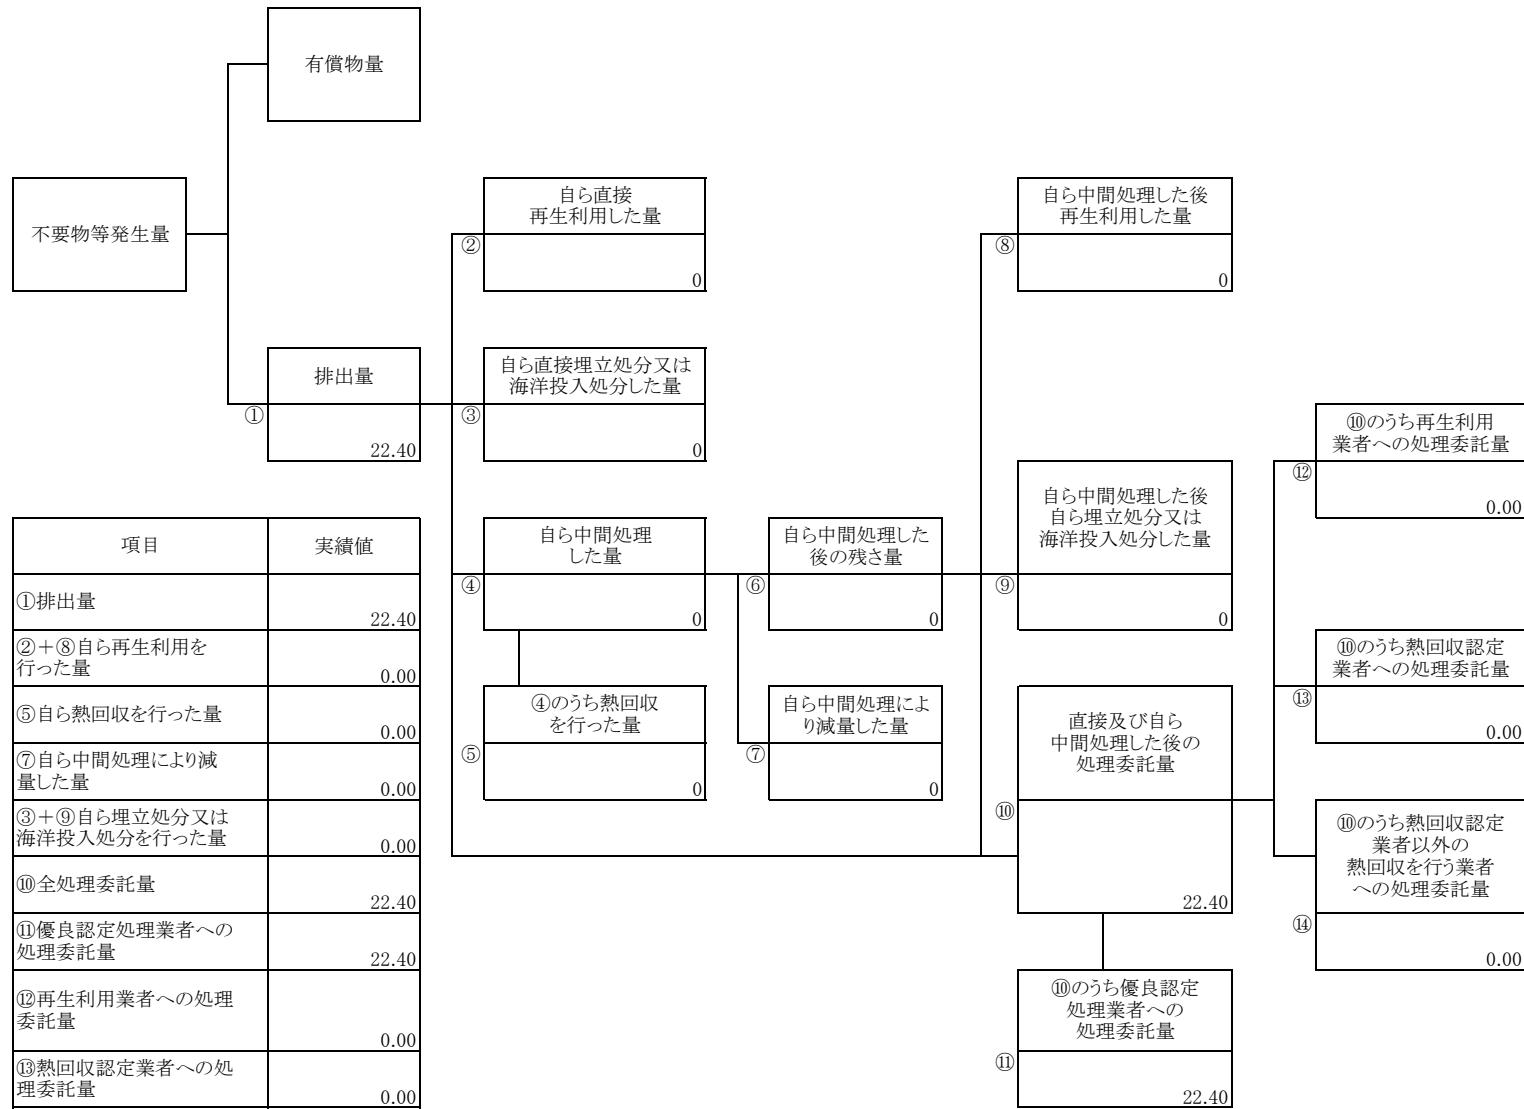 有償物量
不要物等発生量
排出量
①
22.40
自ら直接
再生利用した量
②
0
自ら直接埋立処分又は
海洋投入処分した量
③
0
自ら中間処理
した量
④
0
④のうち熱回収
を行った量
⑤
0
自ら中間処理した
後の残さ量
⑥
0
自ら中間処理によ
り減量した量
⑦
0
自ら中間処理した後
再生利用した量
⑧
0
自ら中間処理した後
自ら埋立処分又は
海洋投入処分した量
⑨
0
直接及び自ら
中間処理した後の
処理委託量
⑩
22.40
⑩のうち優良認定
処理業者への
処理委託量
⑪
22.40
⑩のうち再生利用
業者への処理委託量
⑫
0.00
⑩のうち熱回収認定
業者への処理委託量
⑬
0.00
⑩のうち熱回収認定
業者以外の
熱回収を行う業者
への処理委託量
⑭
0.00
項目 実績値
①排出量
22.40
②+⑧自ら再生利用を
行った量
0.00
⑤自ら熱回収を行った量
0.00
⑦自ら中間処理により減
量した量
0.00
③+⑨自ら埋立処分又は
海洋投入処分を行った量
0.00
⑩全処理委託量
22.40
⑪優良認定処理業者への
処理委託量
22.40
⑫再生利用業者への処理
委託量
0.00
⑬熱回収認定業者への処
理委託量
0.00